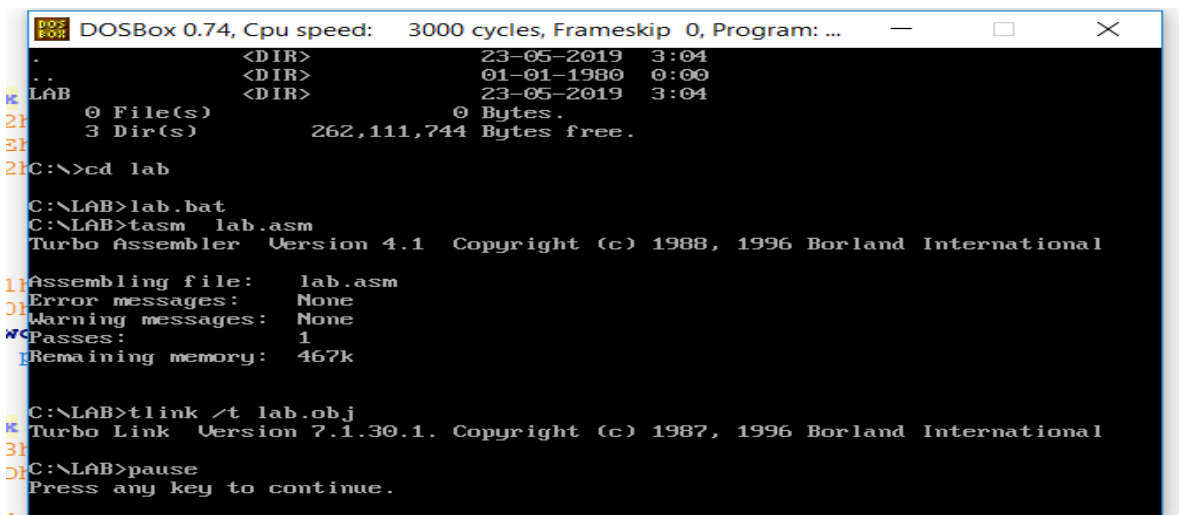 DOSBox 0.74, Cpu speed: 3000 cycles, Frameskip 0, Program: ...
. <DIR> 23-05-2019 3:04
.. <DIR> 01-01-1980 0:00
LAB <DIR> 23-05-2019 3:04
0 File(s) 0 Bytes.
3 Dir(s) 262,111,744 Bytes free.
C:\>cd lab
C:\LAB>lab.bat
C:\LAB>tasm lab.asm
Turbo Assembler Version 4.1 Copyright (c) 1988, 1996 Borland International
Assembling file: lab.asm
Error messages: None
Warning messages: None
Passes: 1
Remaining memory: 467k
C:\LAB>tlink /t lab.obj
Turbo Link Version 7.1.30.1. Copyright (c) 1987, 1996 Borland International
C:\LAB>pause
Press any key to continue.